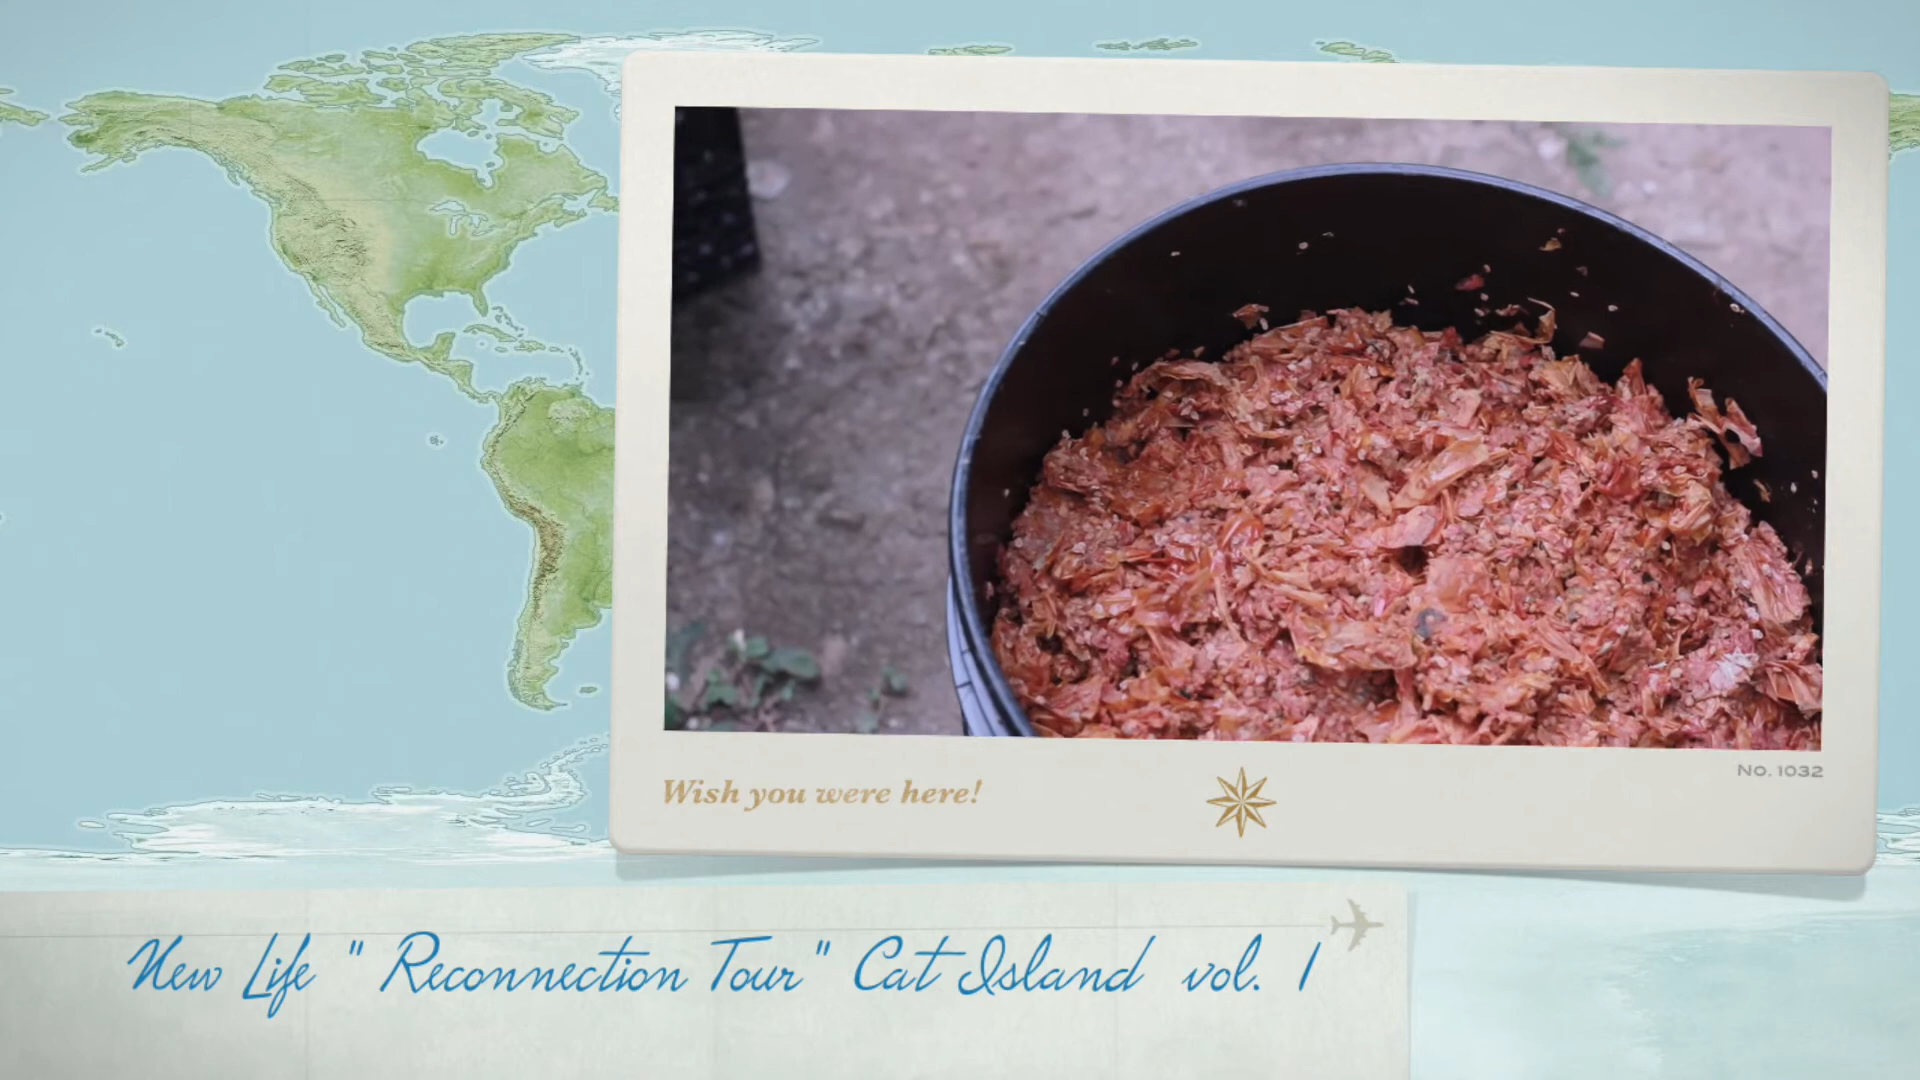 No. 1032
Wish you were here!
New Life " Reconnection Tour" Cat Island vol. 1